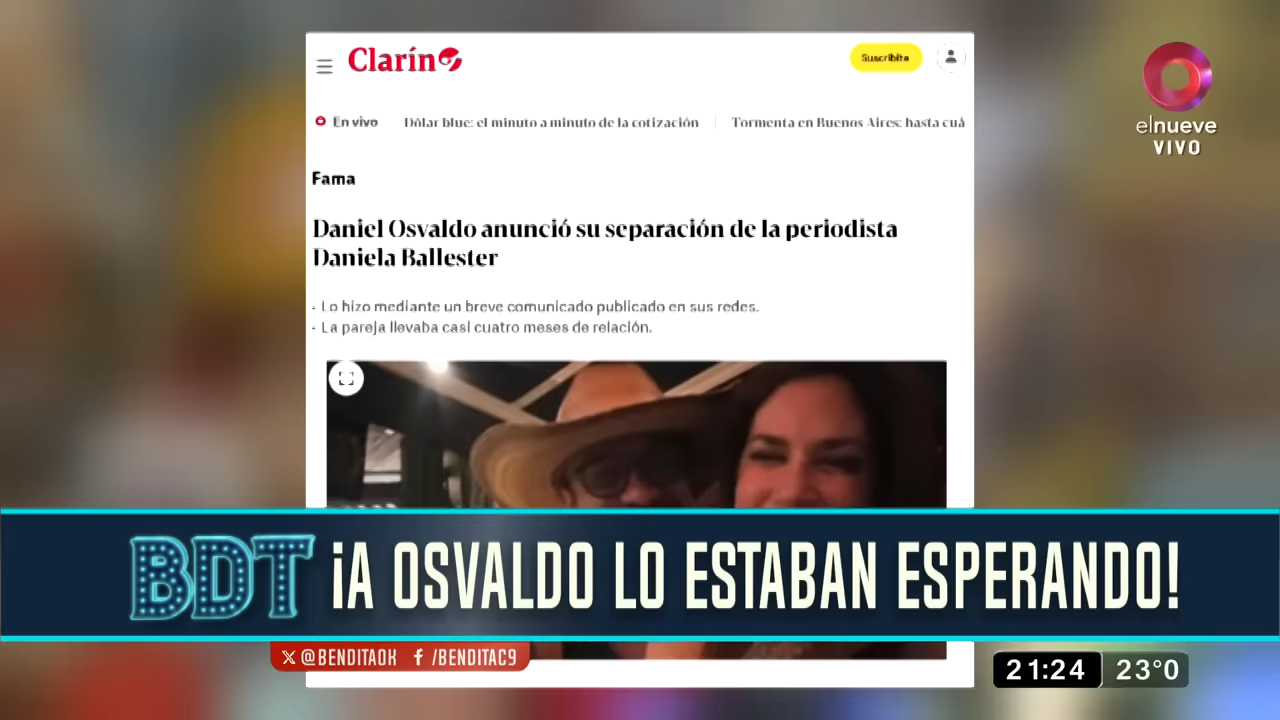 Clarín
Suscribite
En vivo
Dólar blue: el minuto a minuto de la cotización
Tormenta en Buenos Aires: hasta cuá
elnueve
VIVO
Fama
Daniel Osvaldo anunció su separación de la periodista
Daniela Ballester
· Lo hizo mediante un breve comunicado publicado en sus redes.
· La pareja llevaba casi cuatro meses de relación.
BDT ¡A OSVALDO LO ESTABAN ESPERANDO!
X @BENDITAOK f /BENDITAC9
21:24 23°0